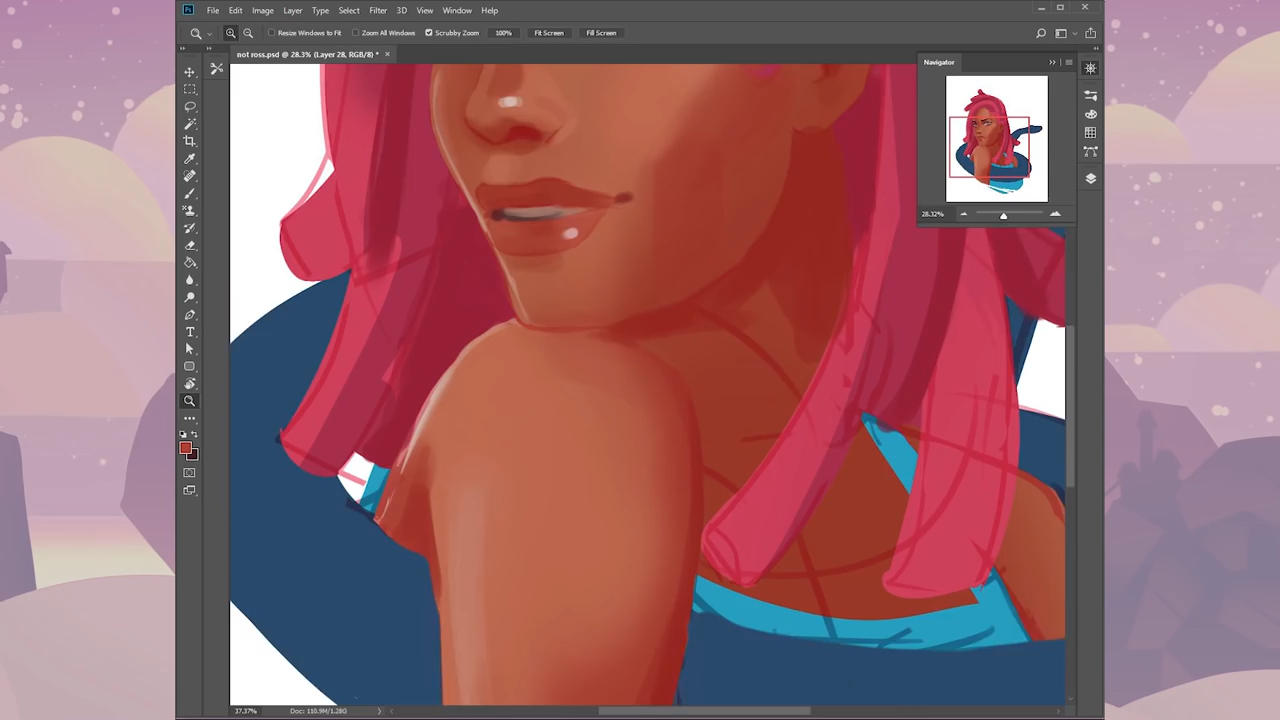 Ps File Edit Image Layer Type Select Filter 3D View Window Help
Resize Windows to Fit Zoom All Windows Scrubby Zoom 100% Fit Screen Fill Screen
not ross.psd @ 28.3% (Layer 28, RGB/8) *
Navigator
28.32%
T
37.37% Doc: 110.9M/1.28G